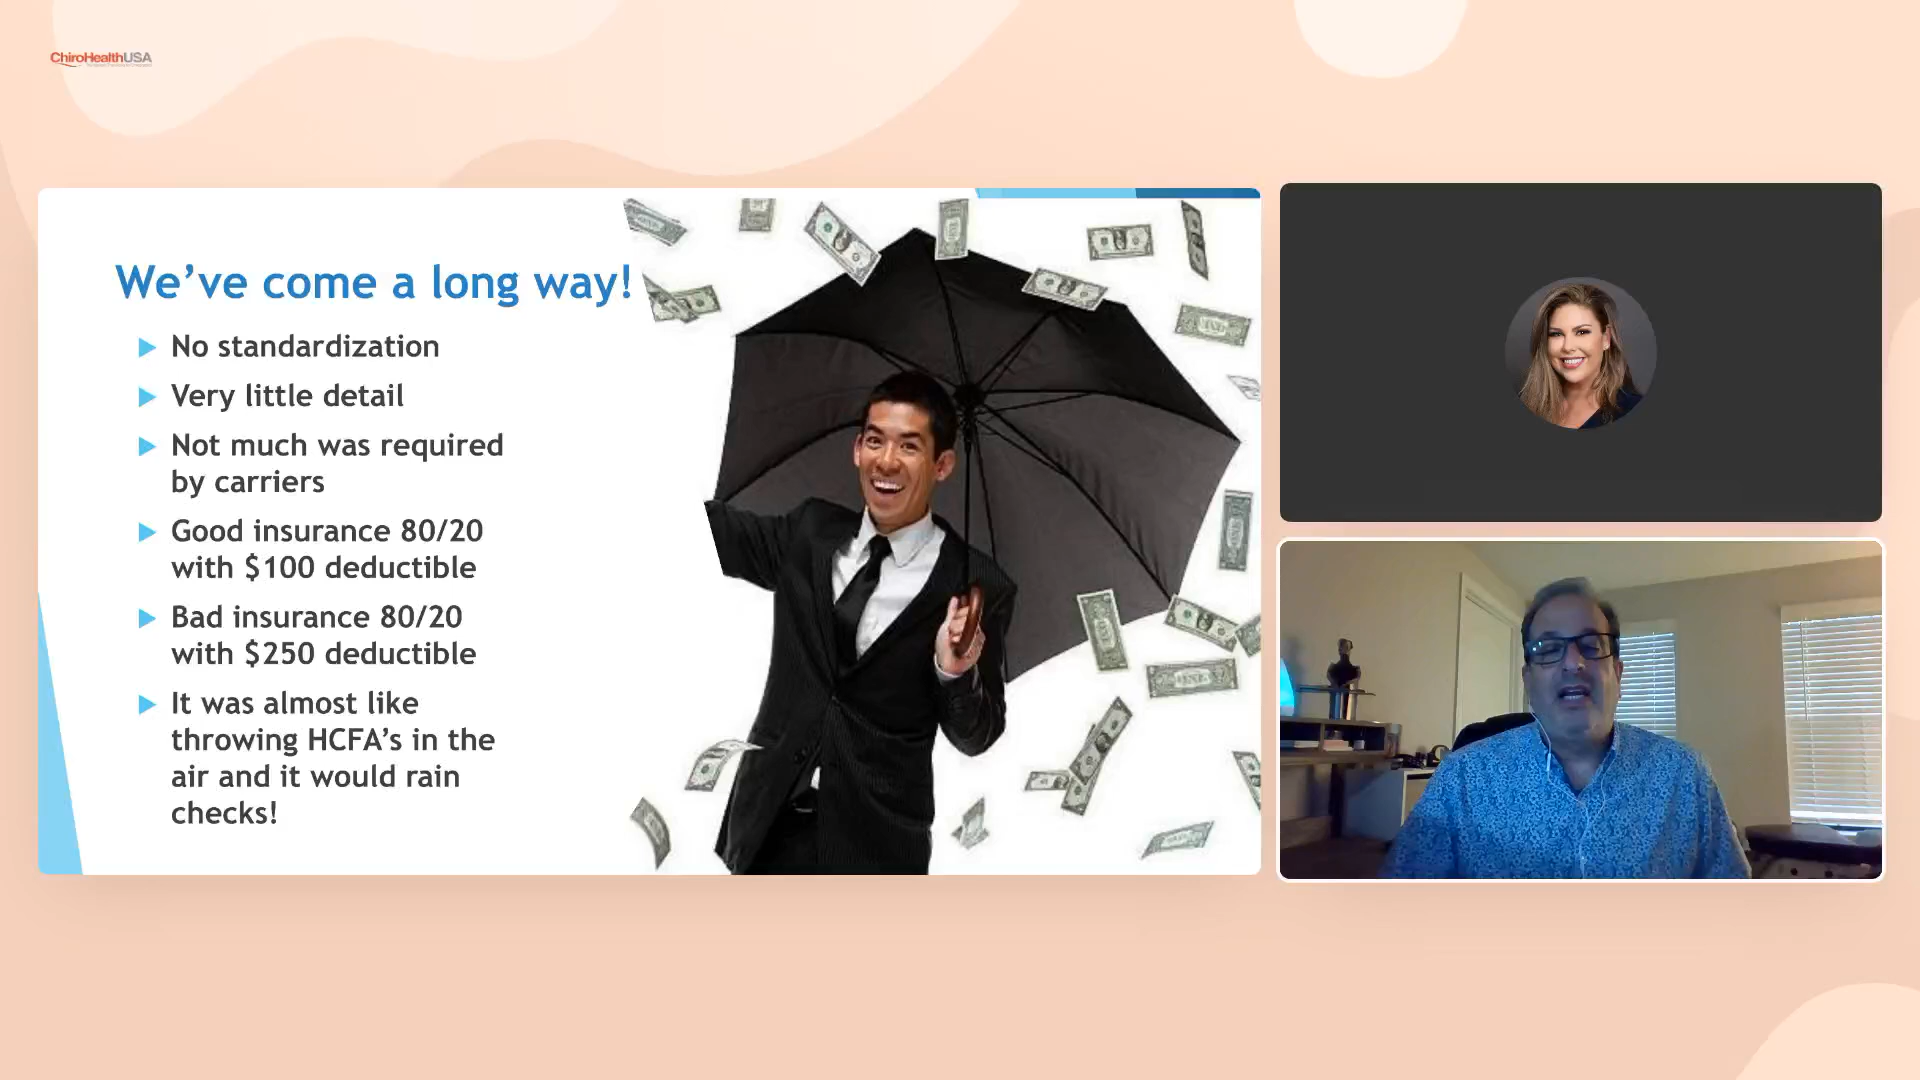 ChiroHealthUSA
We've come a long way!
No standardization
Very little detail
Not much was required
by carriers
Good insurance 80/20
with $100 deductible
Bad insurance 80/20
with $250 deductible
It was almost like
throwing HCFA's in the
air and it would rain
checks!